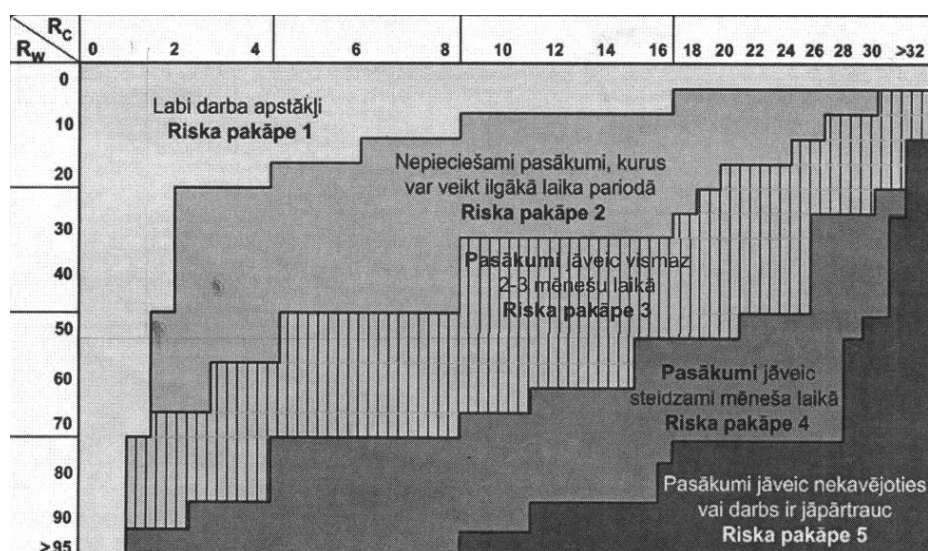 Rc
Rw
0 2 4 6 8 10 12 14 16 18 20 22 24 26 28 30 >32
0
10
20
30
40
50
60
70
80
90
>95
Labi darba apstākļi
Riska pakāpe 1
Nepieciešami pasākumi, kurus
var veikt ilgākā laika pariodā
Riska pakāpe 2
Pasākumi jāveic vismaz
2-3 mēnešu laikā
Riska pakāpe 3
Pasākumi jāveic
steidzami mēneša laikā
Riska pakāpe 4
Pasākumi jāveic nekavējoties
vai darbs ir jāpārtrauc
Riska pakāpe 5